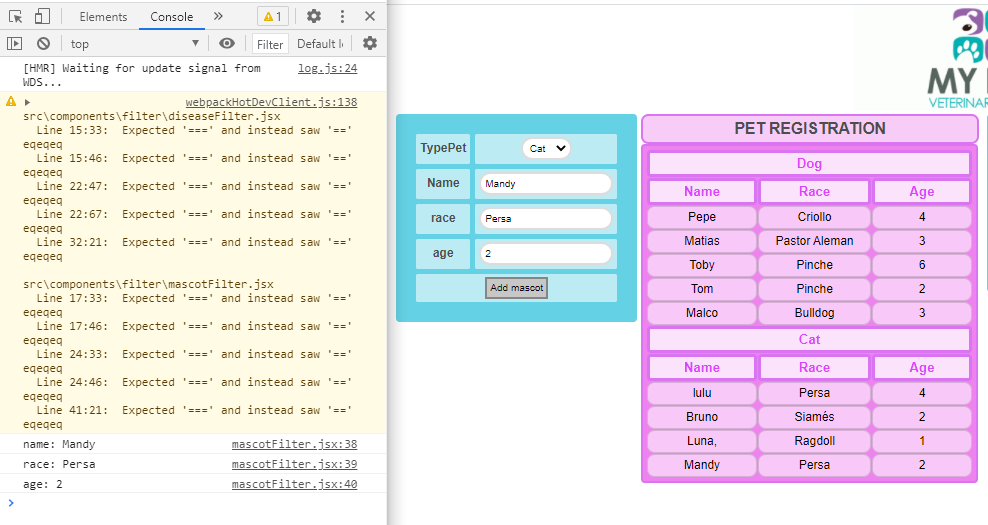 Elements
Console
1
top
Filter
Default l
[HMR] Waiting for update signal from log.js:24
WDS...
webpackHotDevClient.js:138
src\components\filter\diseaseFilter.jsx
Line 15:33: Expected '===' and instead saw '=='
eqeqeq
Line 15:46: Expected '===' and instead saw '=='
eqeqeq
Line 22:47: Expected '===' and instead saw '=='
eqeqeq
Line 22:67: Expected '===' and instead saw '=='
eqeqeq
Line 32:21: Expected '===' and instead saw '=='
eqeqeq
src\components\filter\mascotFilter.jsx
Line 17:33: Expected '===' and instead saw '=='
eqeqeq
Line 17:46: Expected '===' and instead saw '=='
eqeqeq
Line 24:33: Expected '===' and instead saw '=='
eqeqeq
Line 24:46: Expected '===' and instead saw '=='
eqeqeq
Line 41:21: Expected '===' and instead saw '=='
eqeqeq
name: Mandy mascotFilter.jsx:38
race: Persa mascotFilter.jsx:39
age: 2 mascotFilter.jsx:40
MY
VETERINAR
TypePet Cat
Name Mandy
race Persa
age 2
Add mascot
PET REGISTRATION
Dog
Name Race Age
Pepe Criollo 4
Matias Pastor Aleman 3
Toby Pinche 6
Tom Pinche 2
Malco Bulldog 3
Cat
Name Race Age
lulu Persa 4
Bruno Siamés 2
Luna, Ragdoll 1
Mandy Persa 2